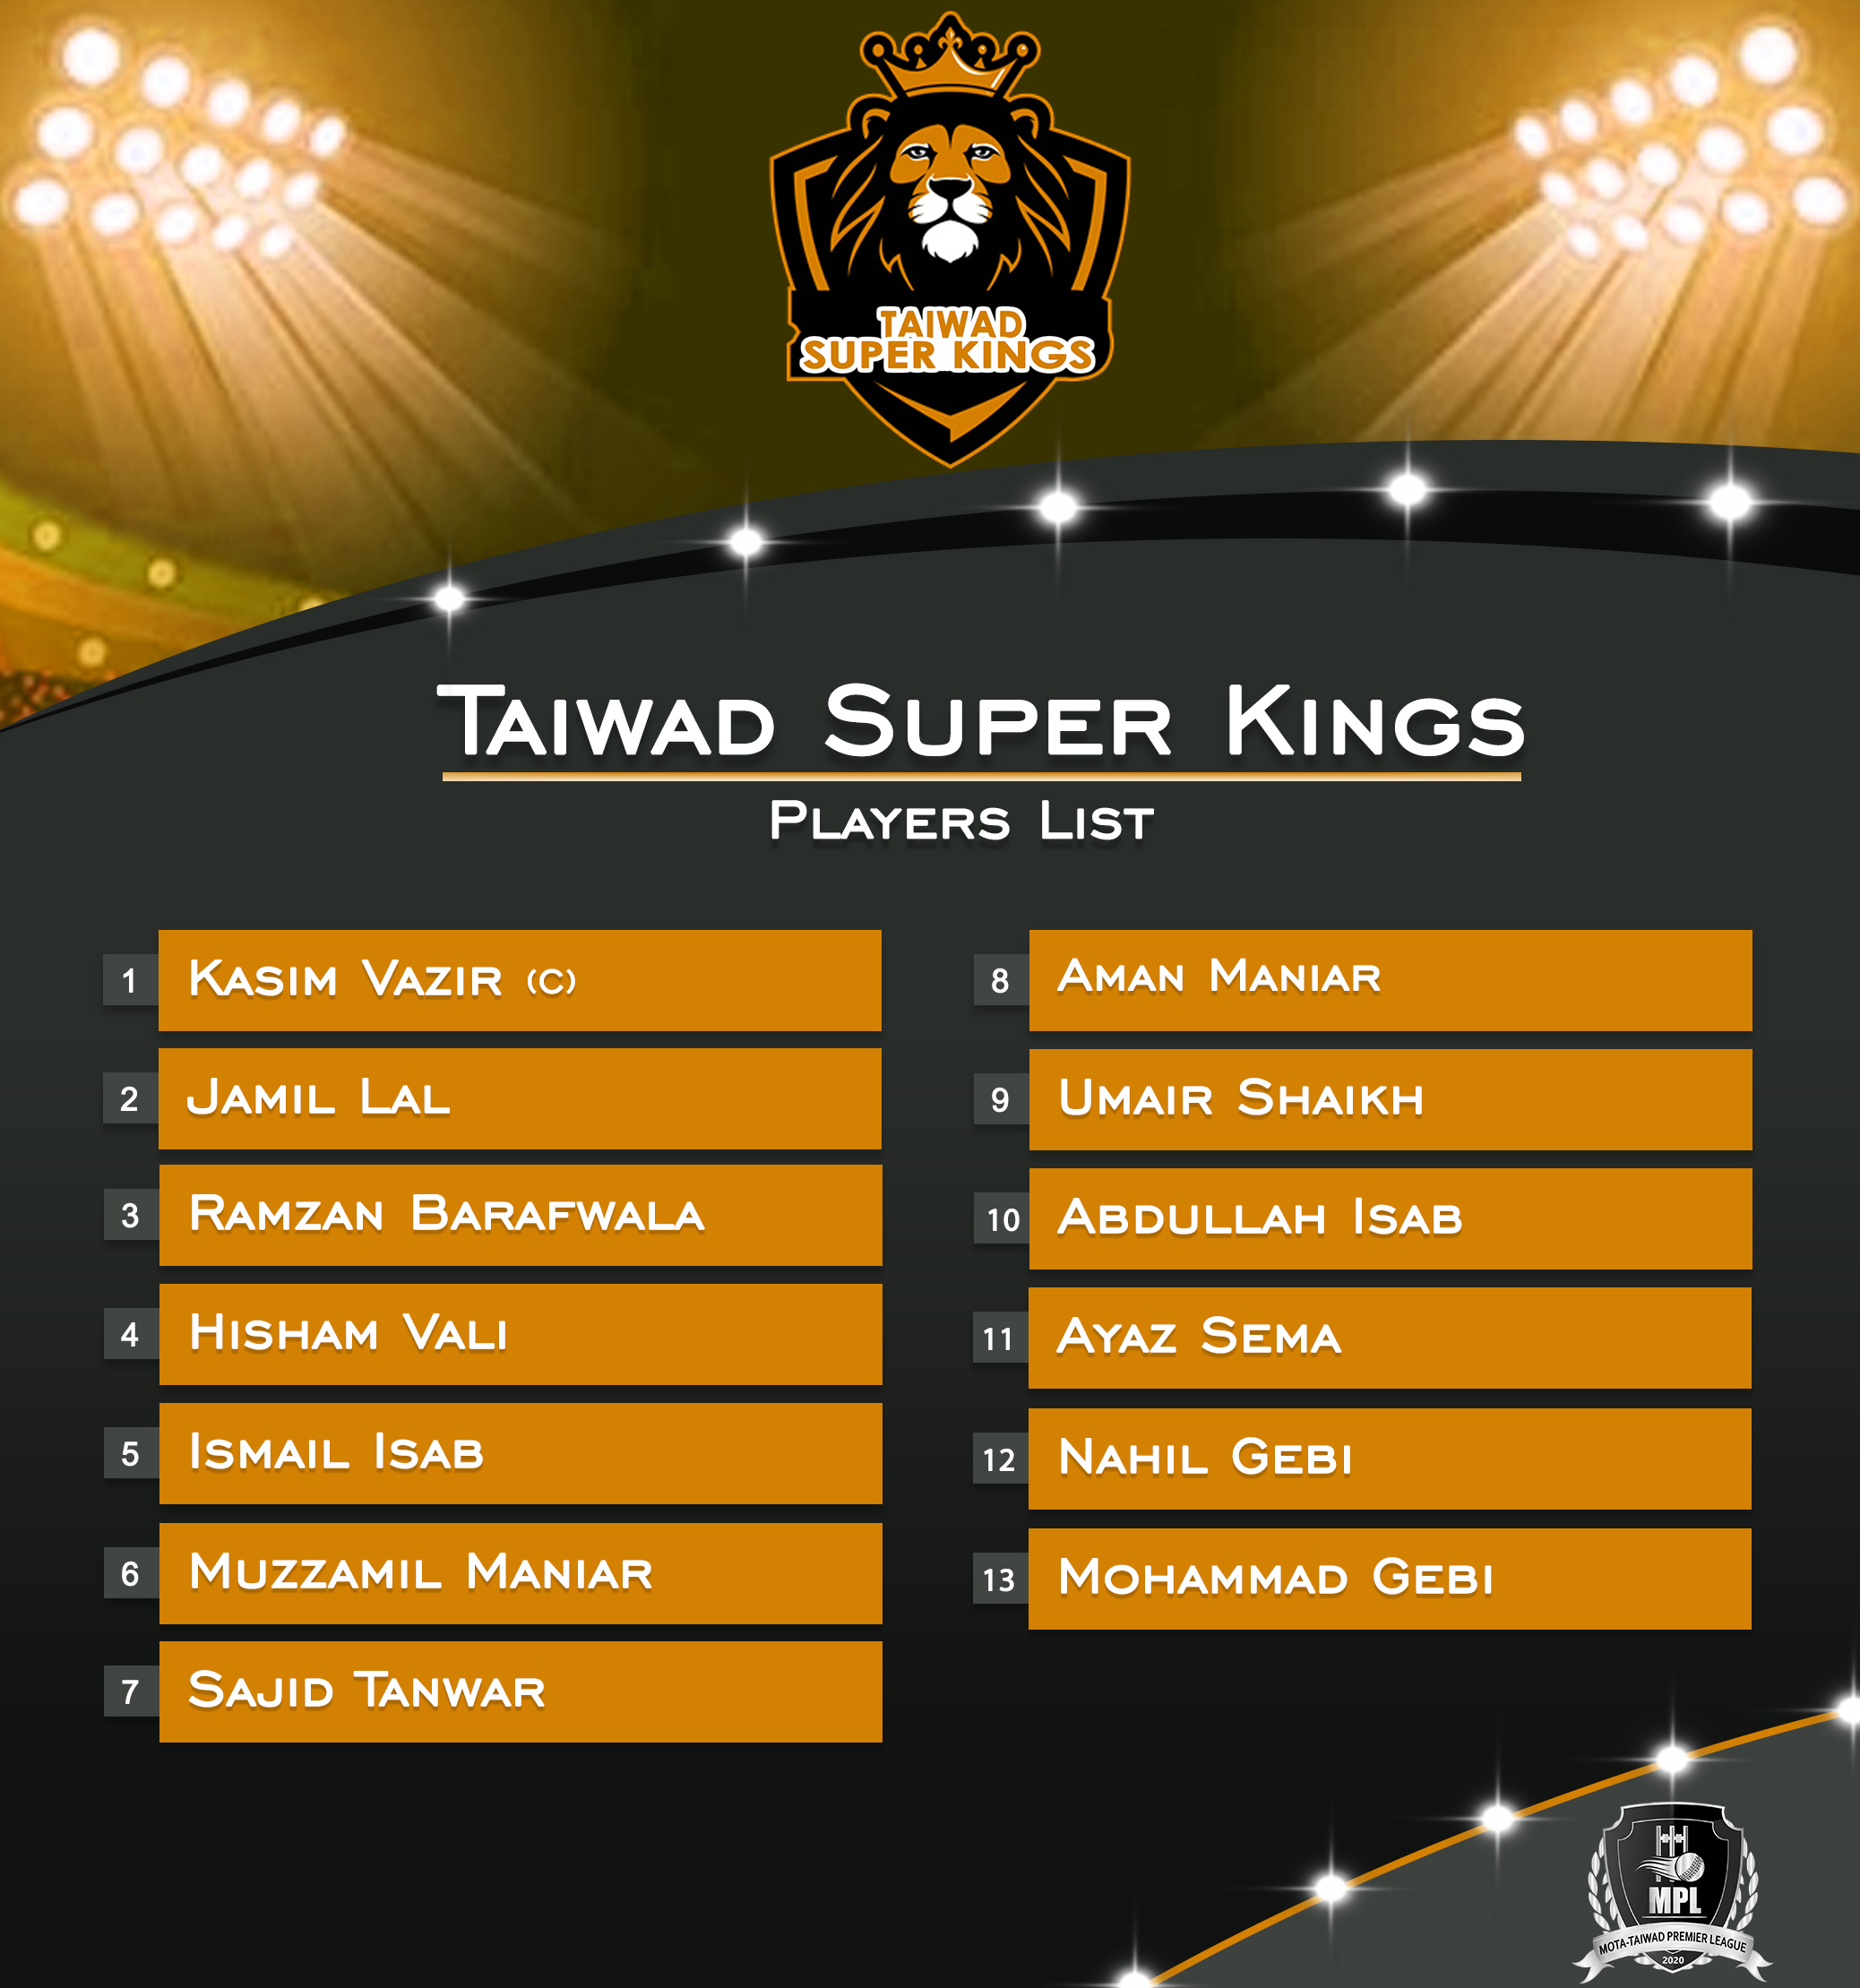 TAIWAD
SUPER KINGS
TAIWAD SUPER KINGS
PLAYERS LIST
1 KASIM VAZIR (C)
2 JAMIL LAL
3 RAMZAN BARAFWALA
4 HISHAM VALI
5 ISMAIL ISAB
6 MUZZAMIL MANIAR
7 SAJID TANWAR
8 AMAN MANIAR
9 UMAIR SHAIKH
10 ABDULLAH ISAB
11 AYAZ SEMA
12 NAHIL GEBI
13 MOHAMMAD GEBI
MPL
MOTA-TAIWAD PREMIER LEAGUE
2020